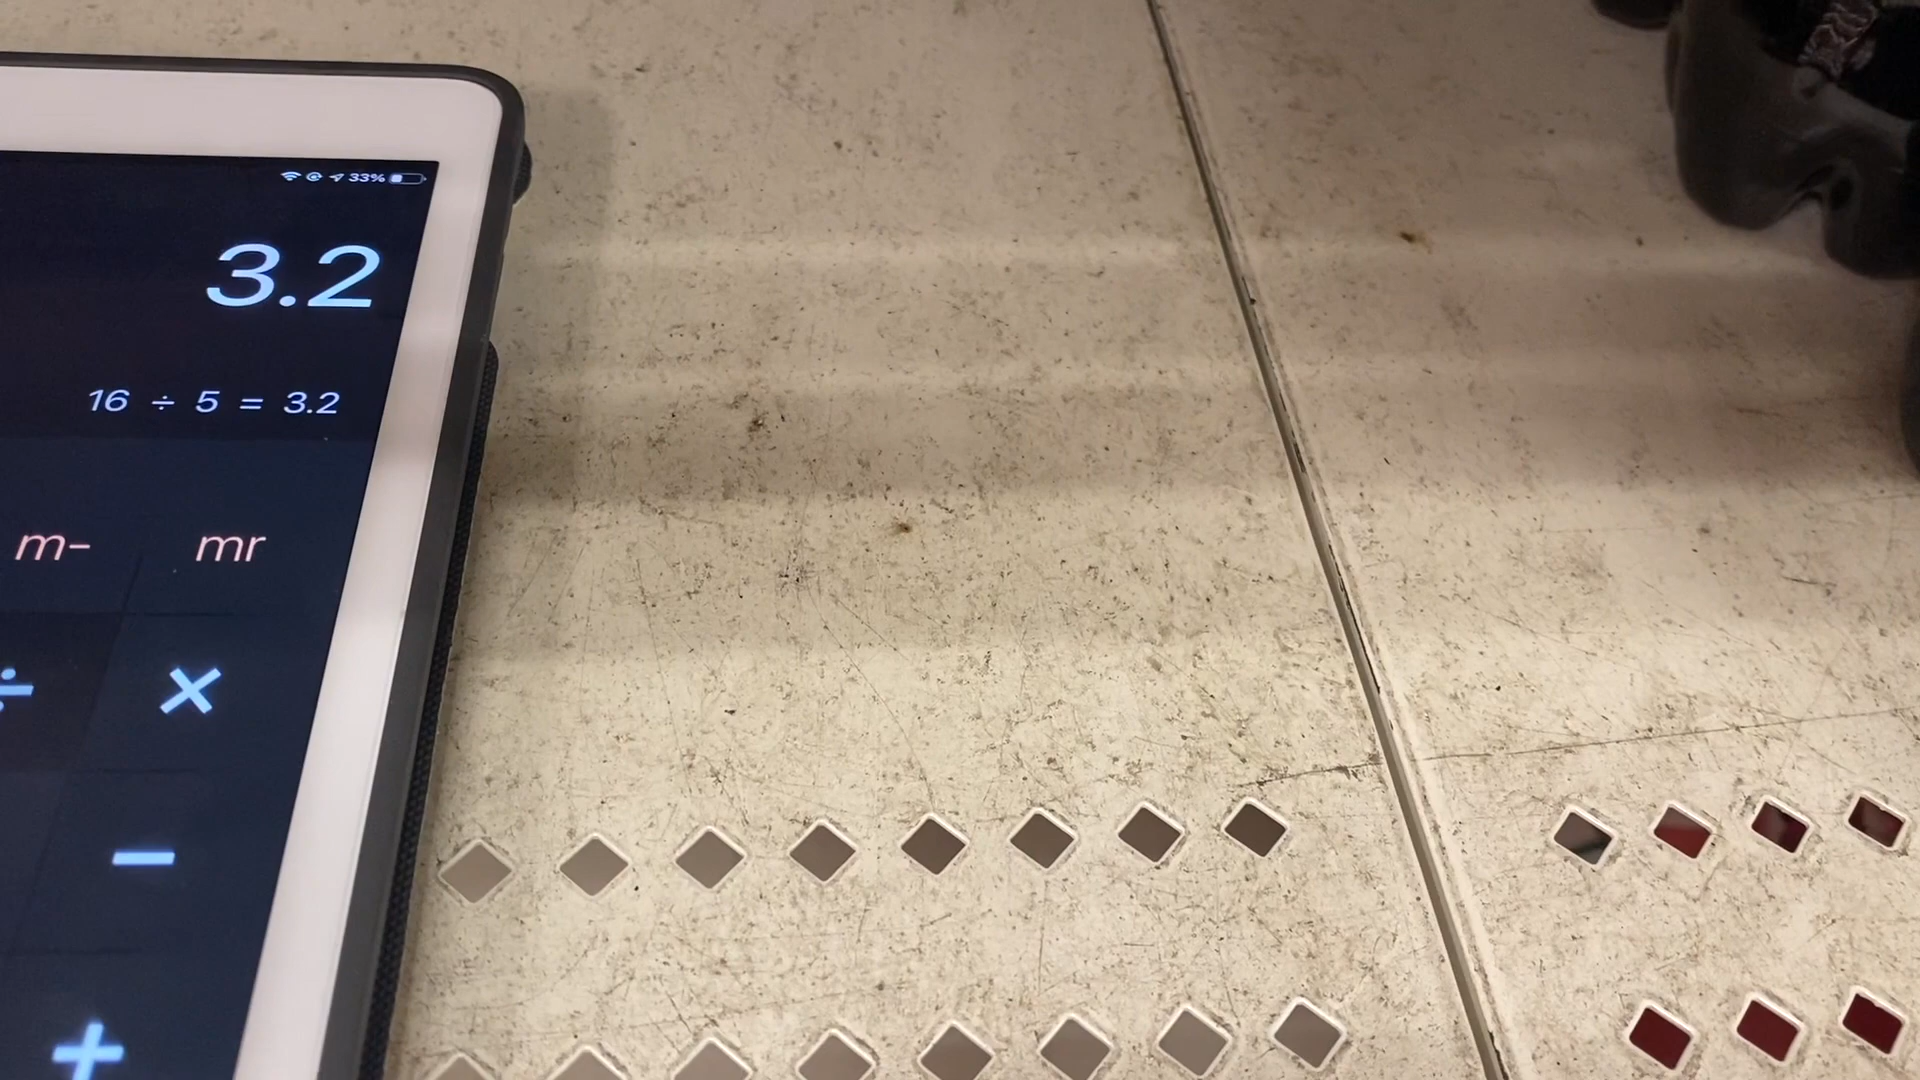 33%
3.2
16 ÷ 5 = 3.2
m- mr
÷ ×
−
+